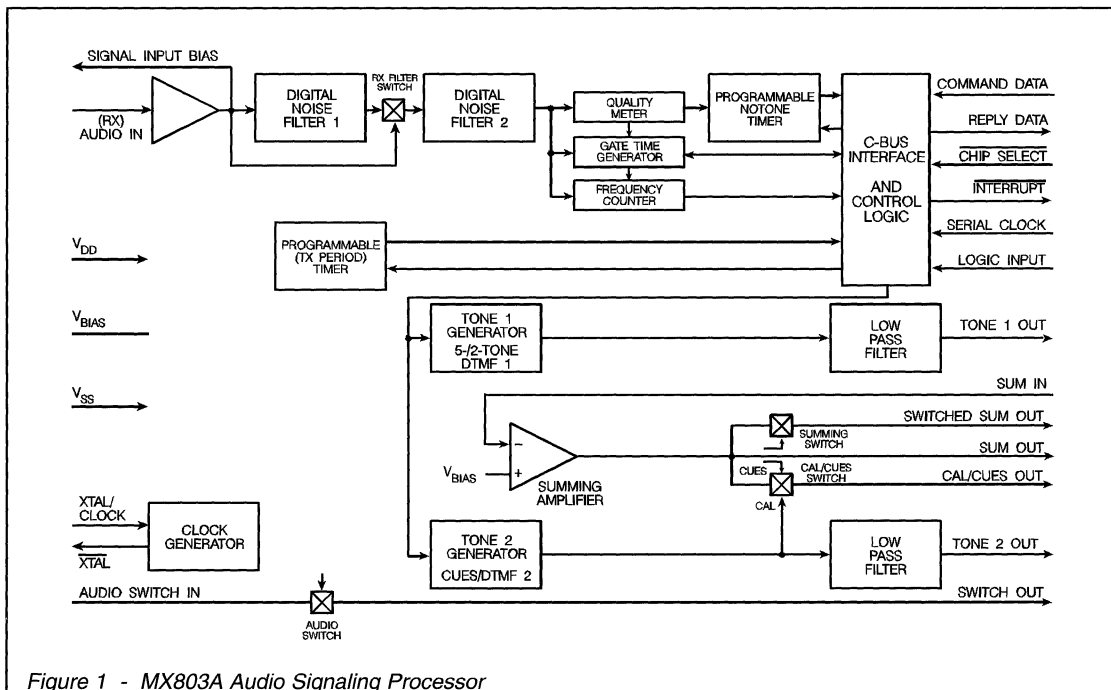 SIGNAL INPUT BIAS
(RX)
AUDIO IN
DIGITAL
NOISE
FILTER 1
RX FILTER
SWITCH
DIGITAL
NOISE
FILTER 2
QUALITY
METER
GATE TIME
GENERATOR
FREQUENCY
COUNTER
PROGRAMMABLE
NOTONE
TIMER
C-BUS
INTERFACE
AND
CONTROL
LOGIC
COMMAND DATA
REPLY DATA
CHIP SELECT
INTERRUPT
SERIAL CLOCK
LOGIC INPUT
VDD
PROGRAMMABLE
(TX PERIOD)
TIMER
VBIAS
TONE 1
GENERATOR
5-/2-TONE
DTMF 1
LOW
PASS
FILTER
TONE 1 OUT
VSS
SUM IN
SWITCHED SUM OUT
SUMMING
SWITCH
SUM OUT
CUES
CAL/CUES
SWITCH
CAL/CUES OUT
CAL
VBIAS
−
+
SUMMING
AMPLIFIER
XTAL/
CLOCK
XTAL
CLOCK
GENERATOR
TONE 2
GENERATOR
CUES/DTMF 2
LOW
PASS
FILTER
TONE 2 OUT
AUDIO SWITCH IN
AUDIO
SWITCH
SWITCH OUT
Figure 1 - MX803A Audio Signaling Processor